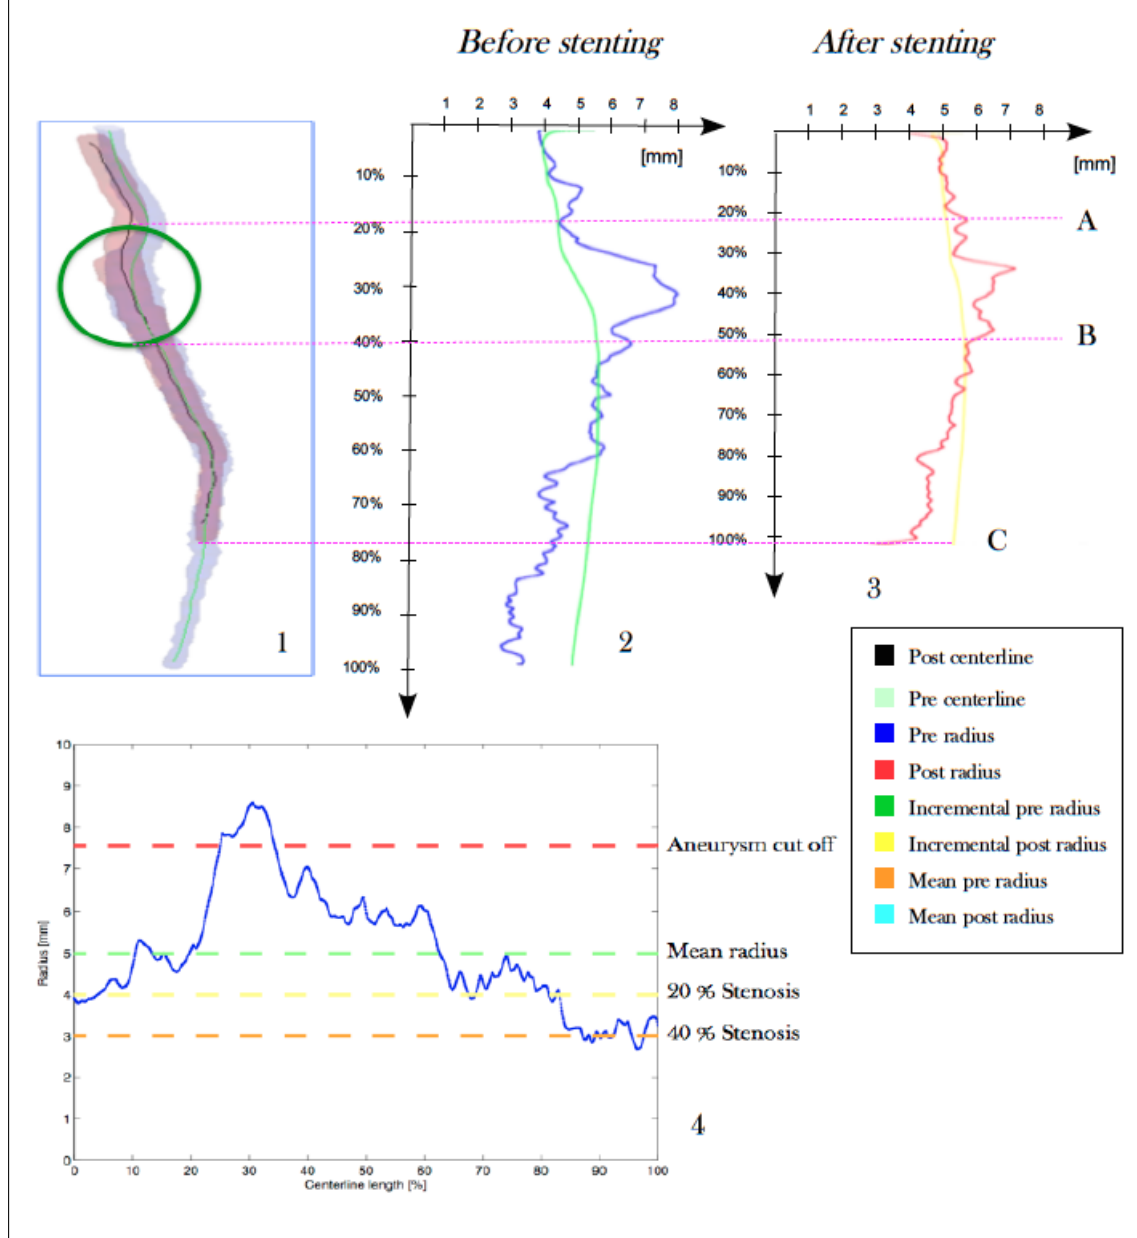 Before stenting
After stenting
1 2 3 4 5 6 7 8
[mm]
1 2 3 4 5 6 7 8
[mm]
10%
20%
30%
40%
50%
60%
70%
80%
90%
100%
10%
20%
30%
40%
50%
60%
70%
80%
90%
100%
A
B
C
1
2
3
Post centerline
Pre centerline
Pre radius
Post radius
Incremental pre radius
Incremental post radius
Mean pre radius
Mean post radius
10
9
8
7
6
5
4
3
2
1
0
Radius [mm]
Aneurysm cut off
Mean radius
20 % Stenosis
40 % Stenosis
4
0 10 20 30 40 50 60 70 80 90 100
Centerline length [%]